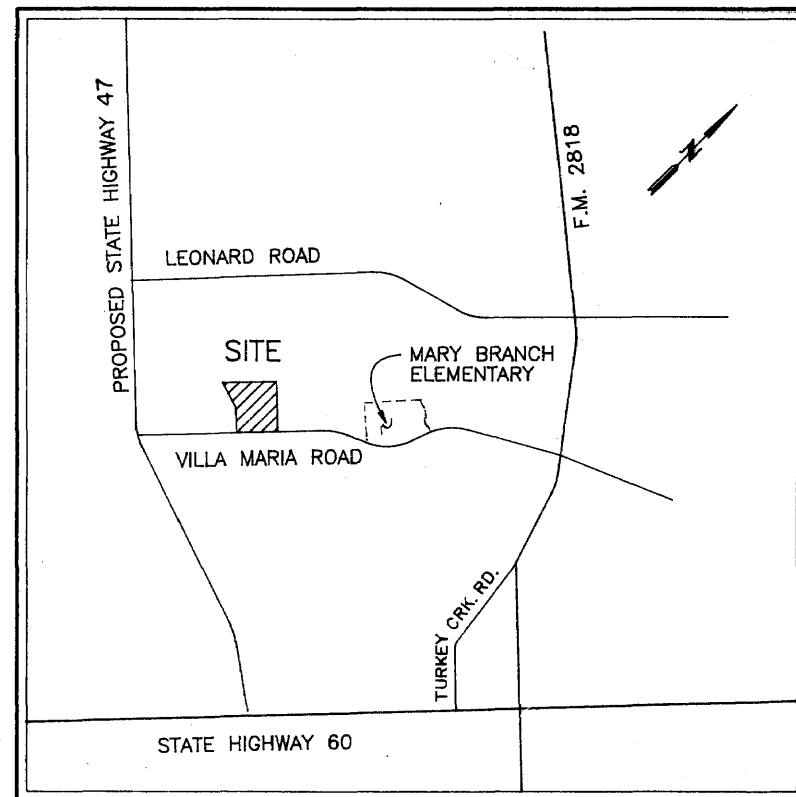 PROPOSED STATE HIGHWAY 47
F.M. 2818
N
LEONARD ROAD
SITE
MARY BRANCH
ELEMENTARY
VILLA MARIA ROAD
TURKEY CRK. RD.
STATE HIGHWAY 60